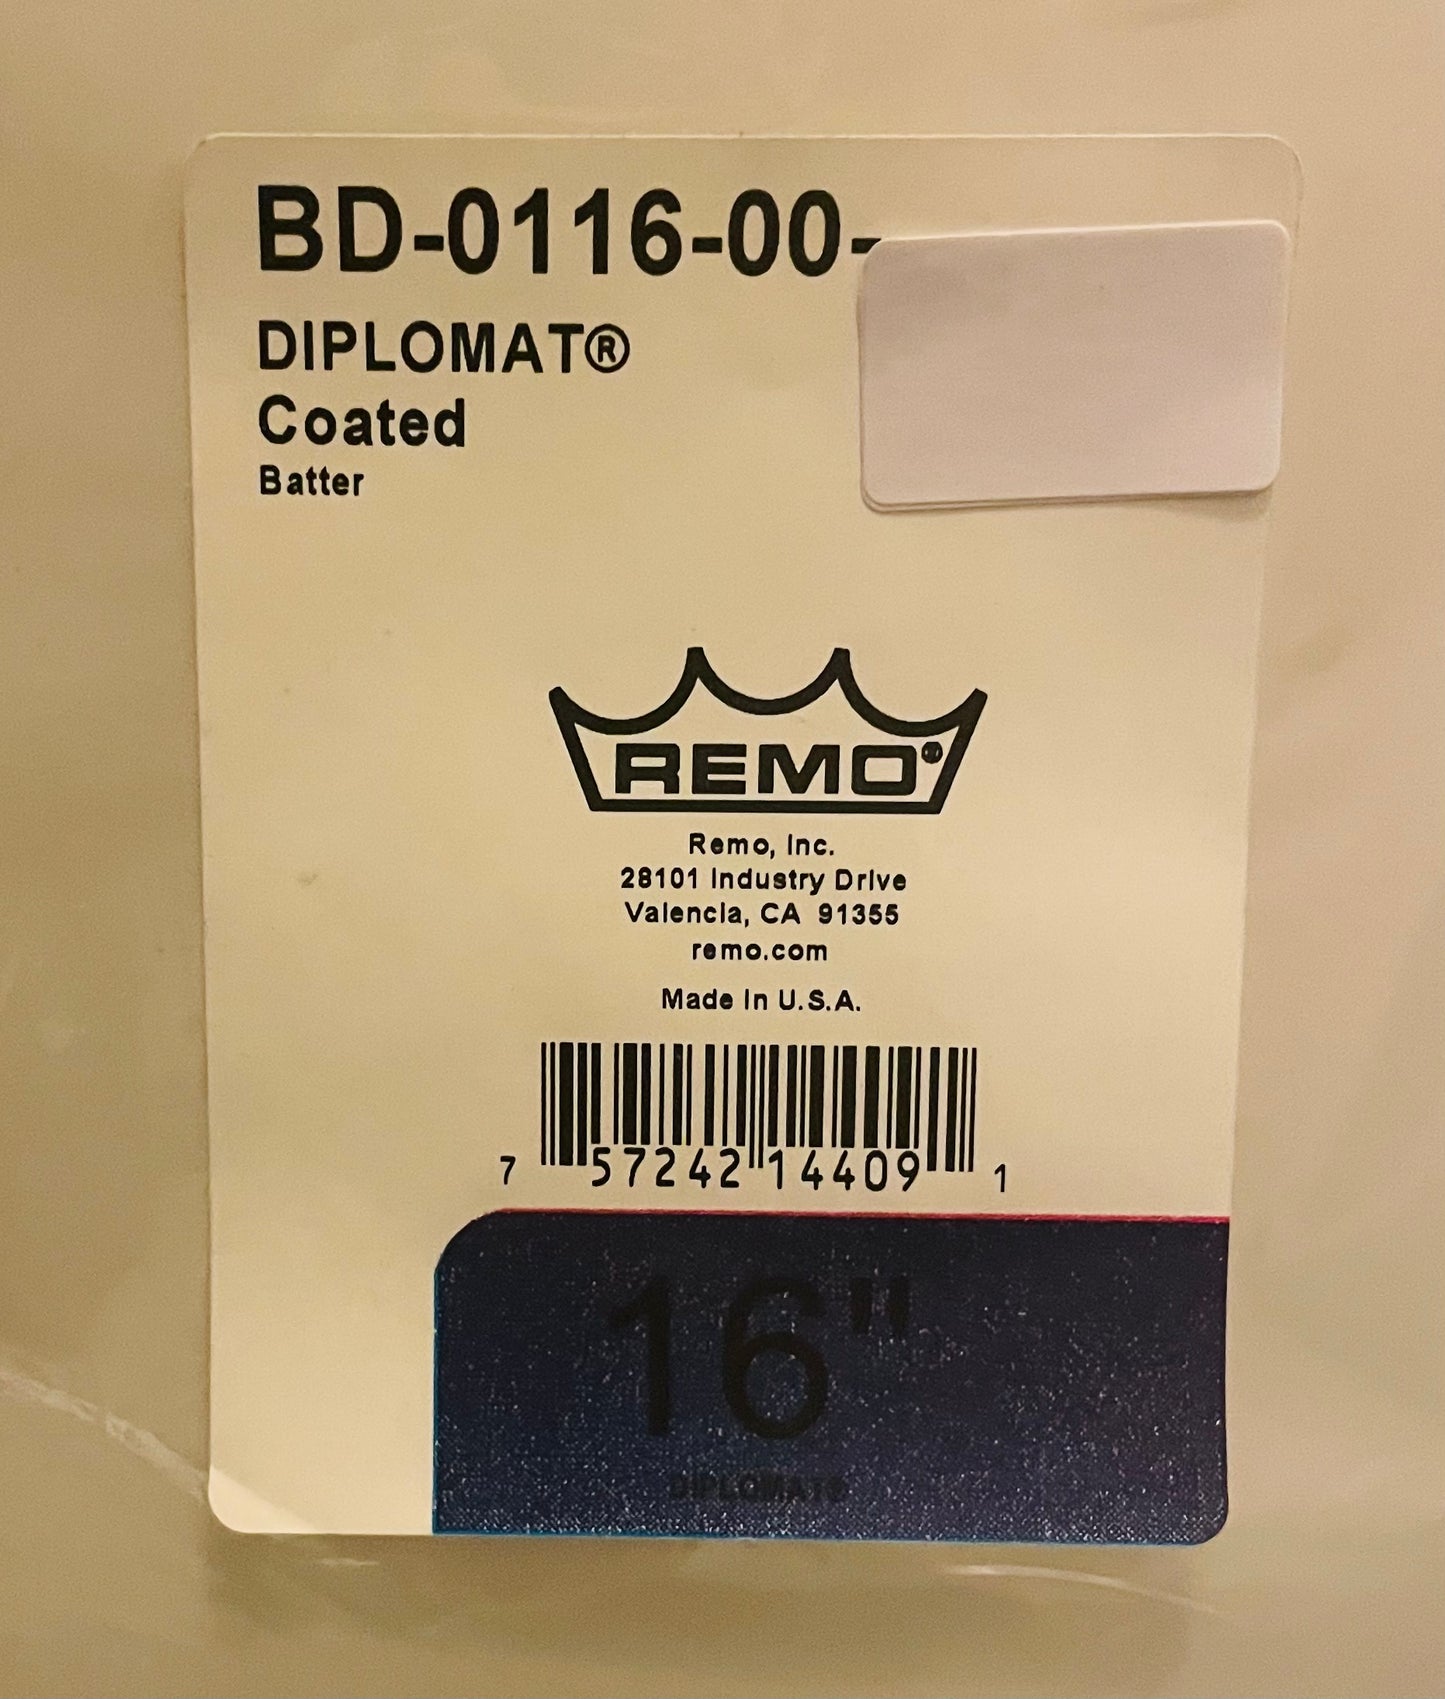 BD-0116-00-
DIPLOMAT®
Coated
Batter
REMO®
Remo, Inc.
28101 Industry Drive
Valencia, CA 91355
remo.com
Made In U.S.A.
7 57242 14409 1
16"
DIPLOMAT®